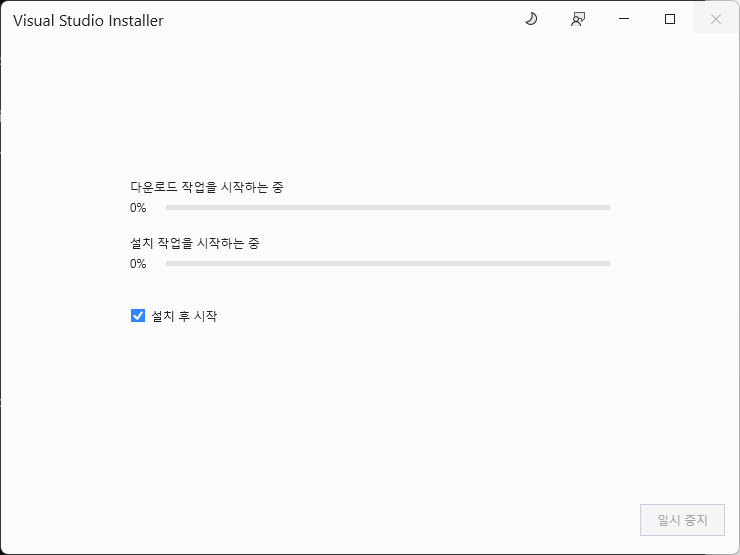 Visual Studio Installer
다운로드 작업을 시작하는 중
0%
설치 작업을 시작하는 중
0%
설치 후 시작
일시 중지